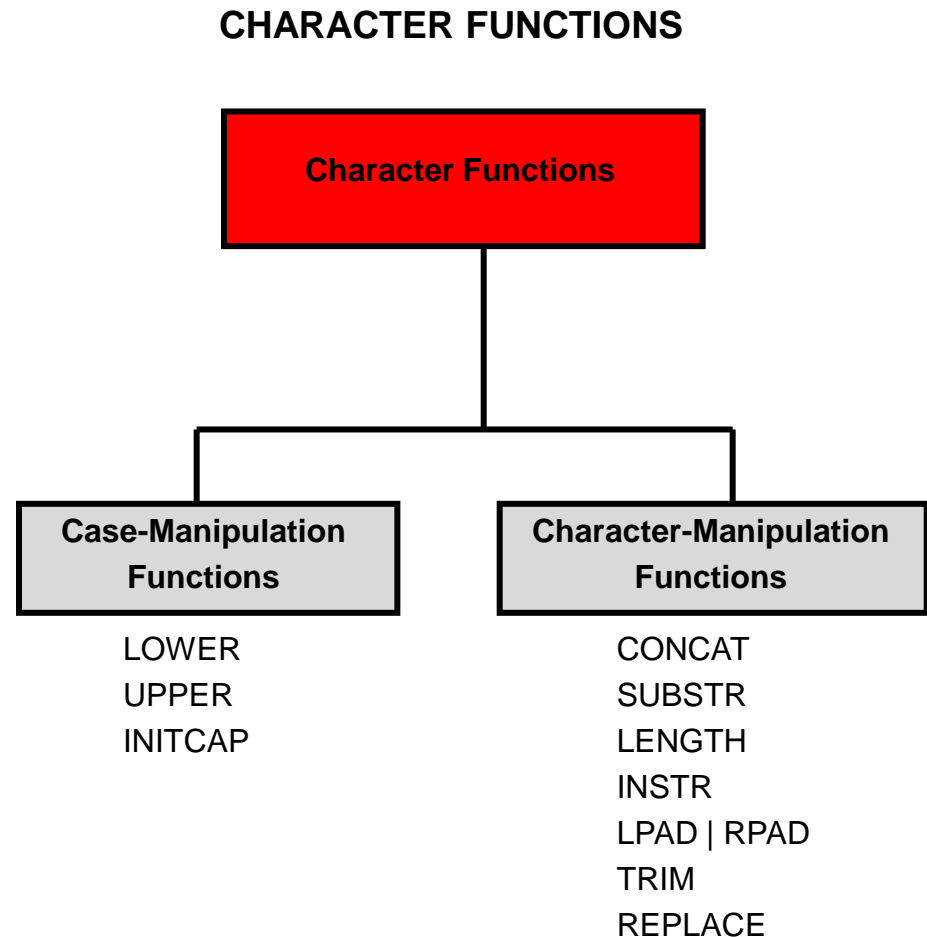 CHARACTER FUNCTIONS
Character Functions
Case-Manipulation
Functions
LOWER
UPPER
INITCAP
Character-Manipulation
Functions
CONCAT
SUBSTR
LENGTH
INSTR
LPAD | RPAD
TRIM
REPLACE